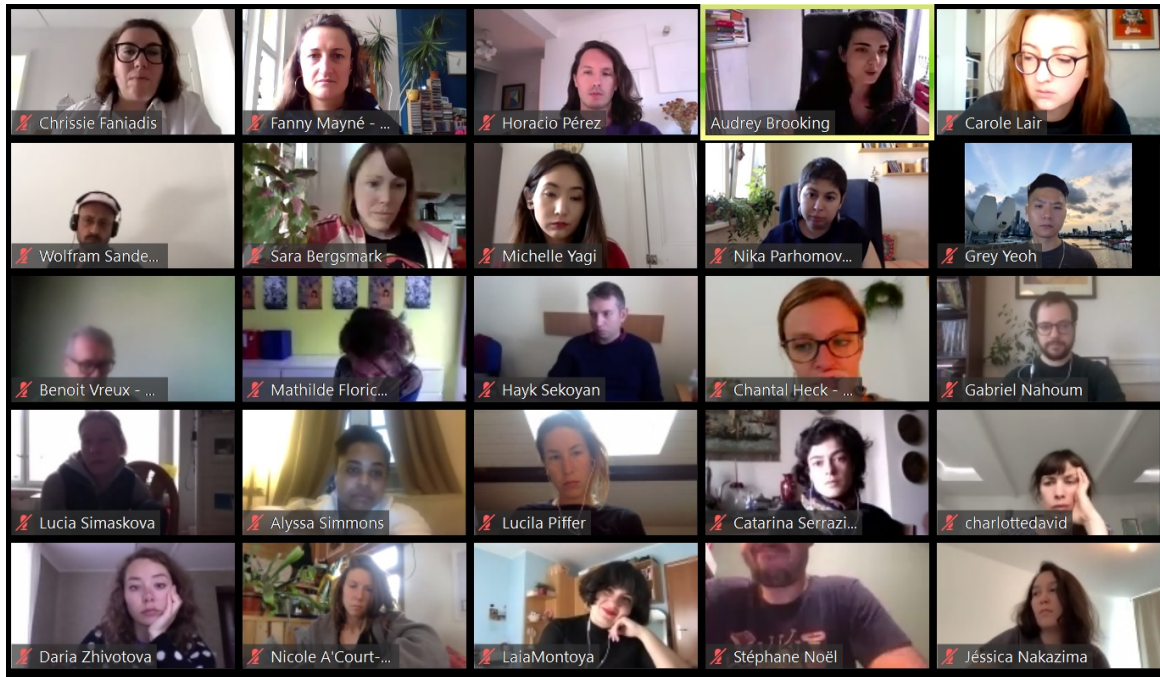 Chrissie Faniadis
Fanny Mayné - ...
Horacio Pérez
Audrey Brooking
Carole Lair
Wolfram Sande...
Sara Bergsmark
Michelle Yagi
Nika Parhomov...
Grey Yeoh
Benoit Vreux - ...
Mathilde Floric...
Hayk Sekoyan
Chantal Heck - ...
Gabriel Nahoum
Lucia Simaskova
Alyssa Simmons
Lucila Piffer
Catarina Serrazi...
charlottedavid
Daria Zhivotova
Nicole A'Court-...
LaiaMontoya
Stéphane Noël
Jéssica Nakazima